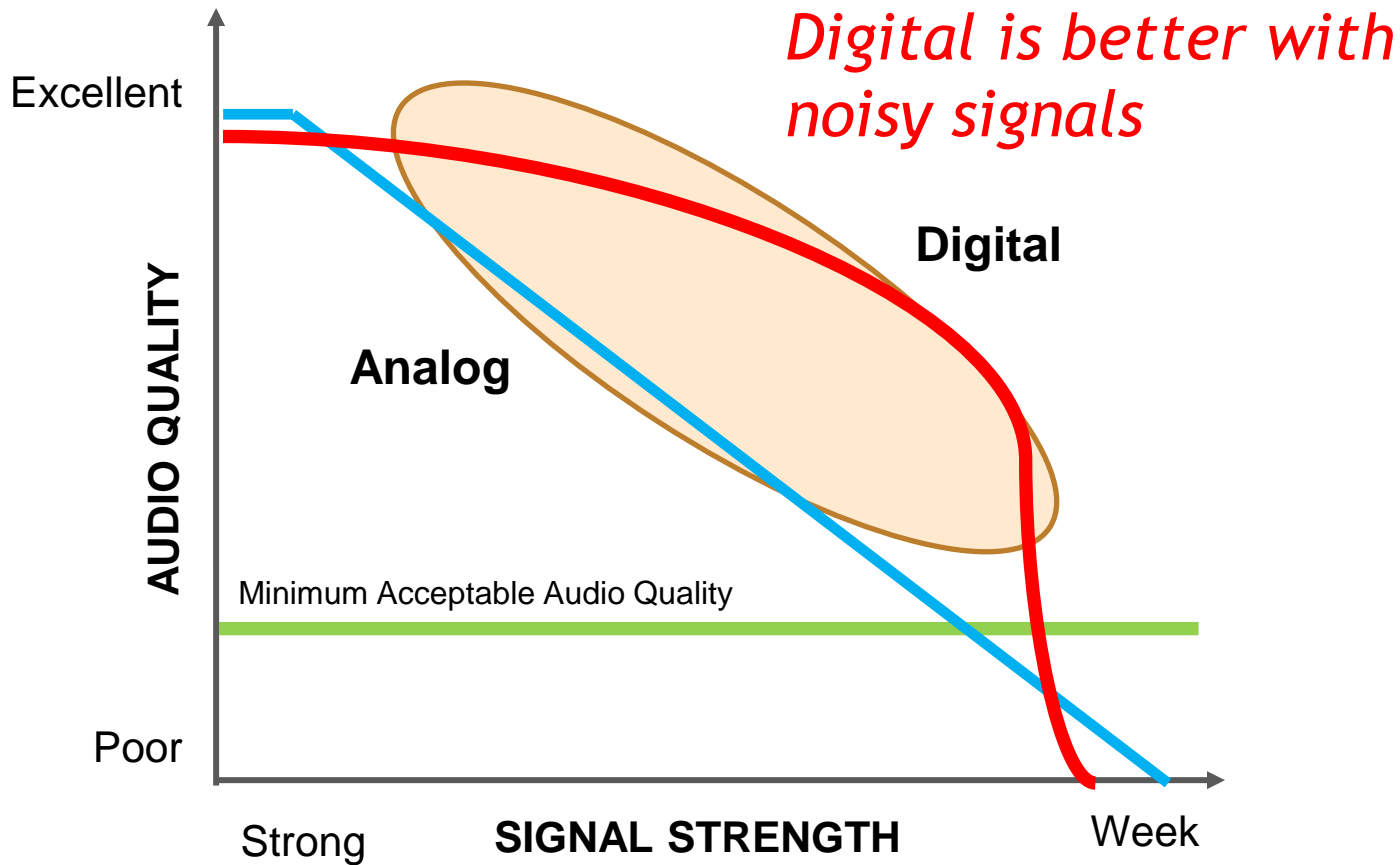 Digital is better with
noisy signals
Excellent
Digital
Analog
AUDIO QUALITY
Minimum Acceptable Audio Quality
Poor
Strong
SIGNAL STRENGTH
Week